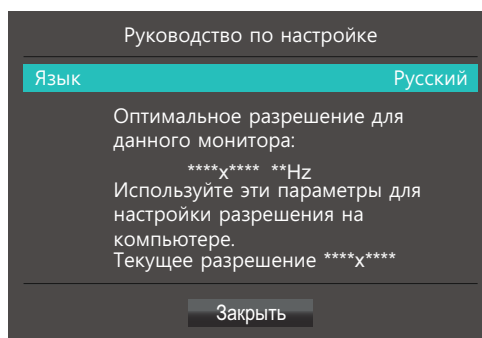 Руководство по настройке
Язык Русский
Оптимальное разрешение для
данного монитора:
****x**** **Hz
Используйте эти параметры для
настройки разрешения на
компьютере.
Текущее разрешение ****x****
Закрыть